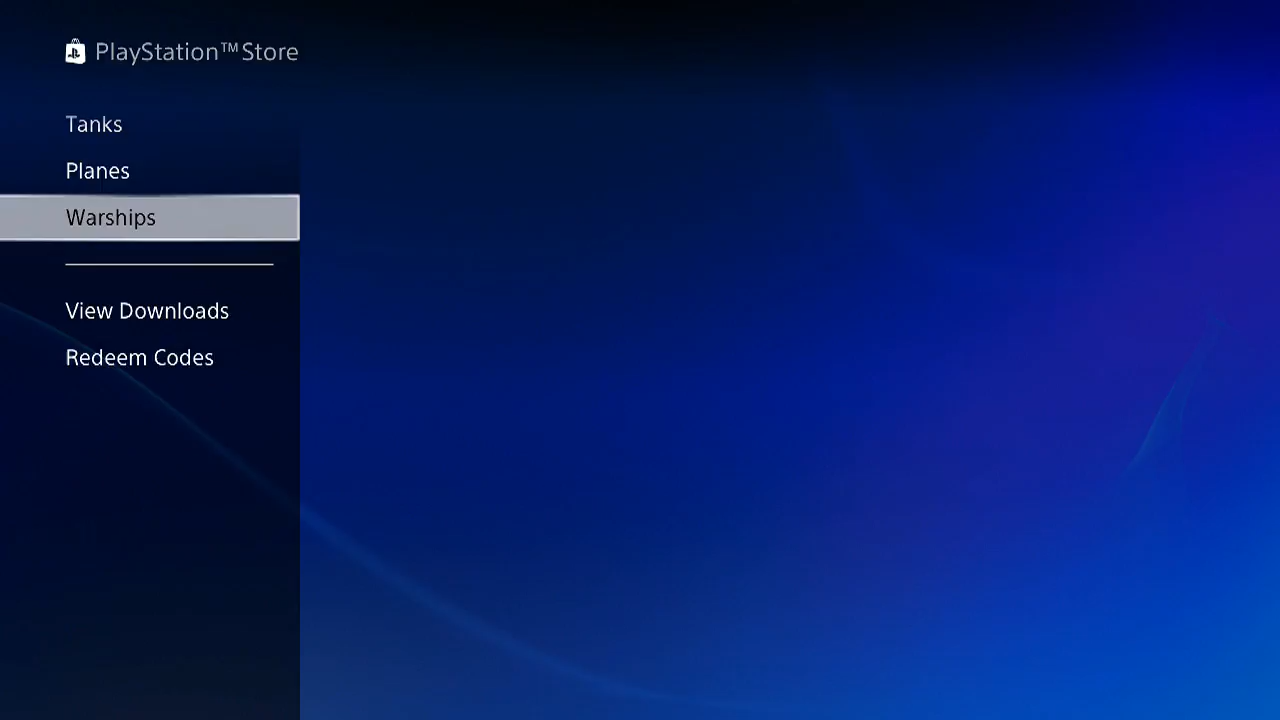 PlayStation™Store
Tanks
Planes
Warships
View Downloads
Redeem Codes